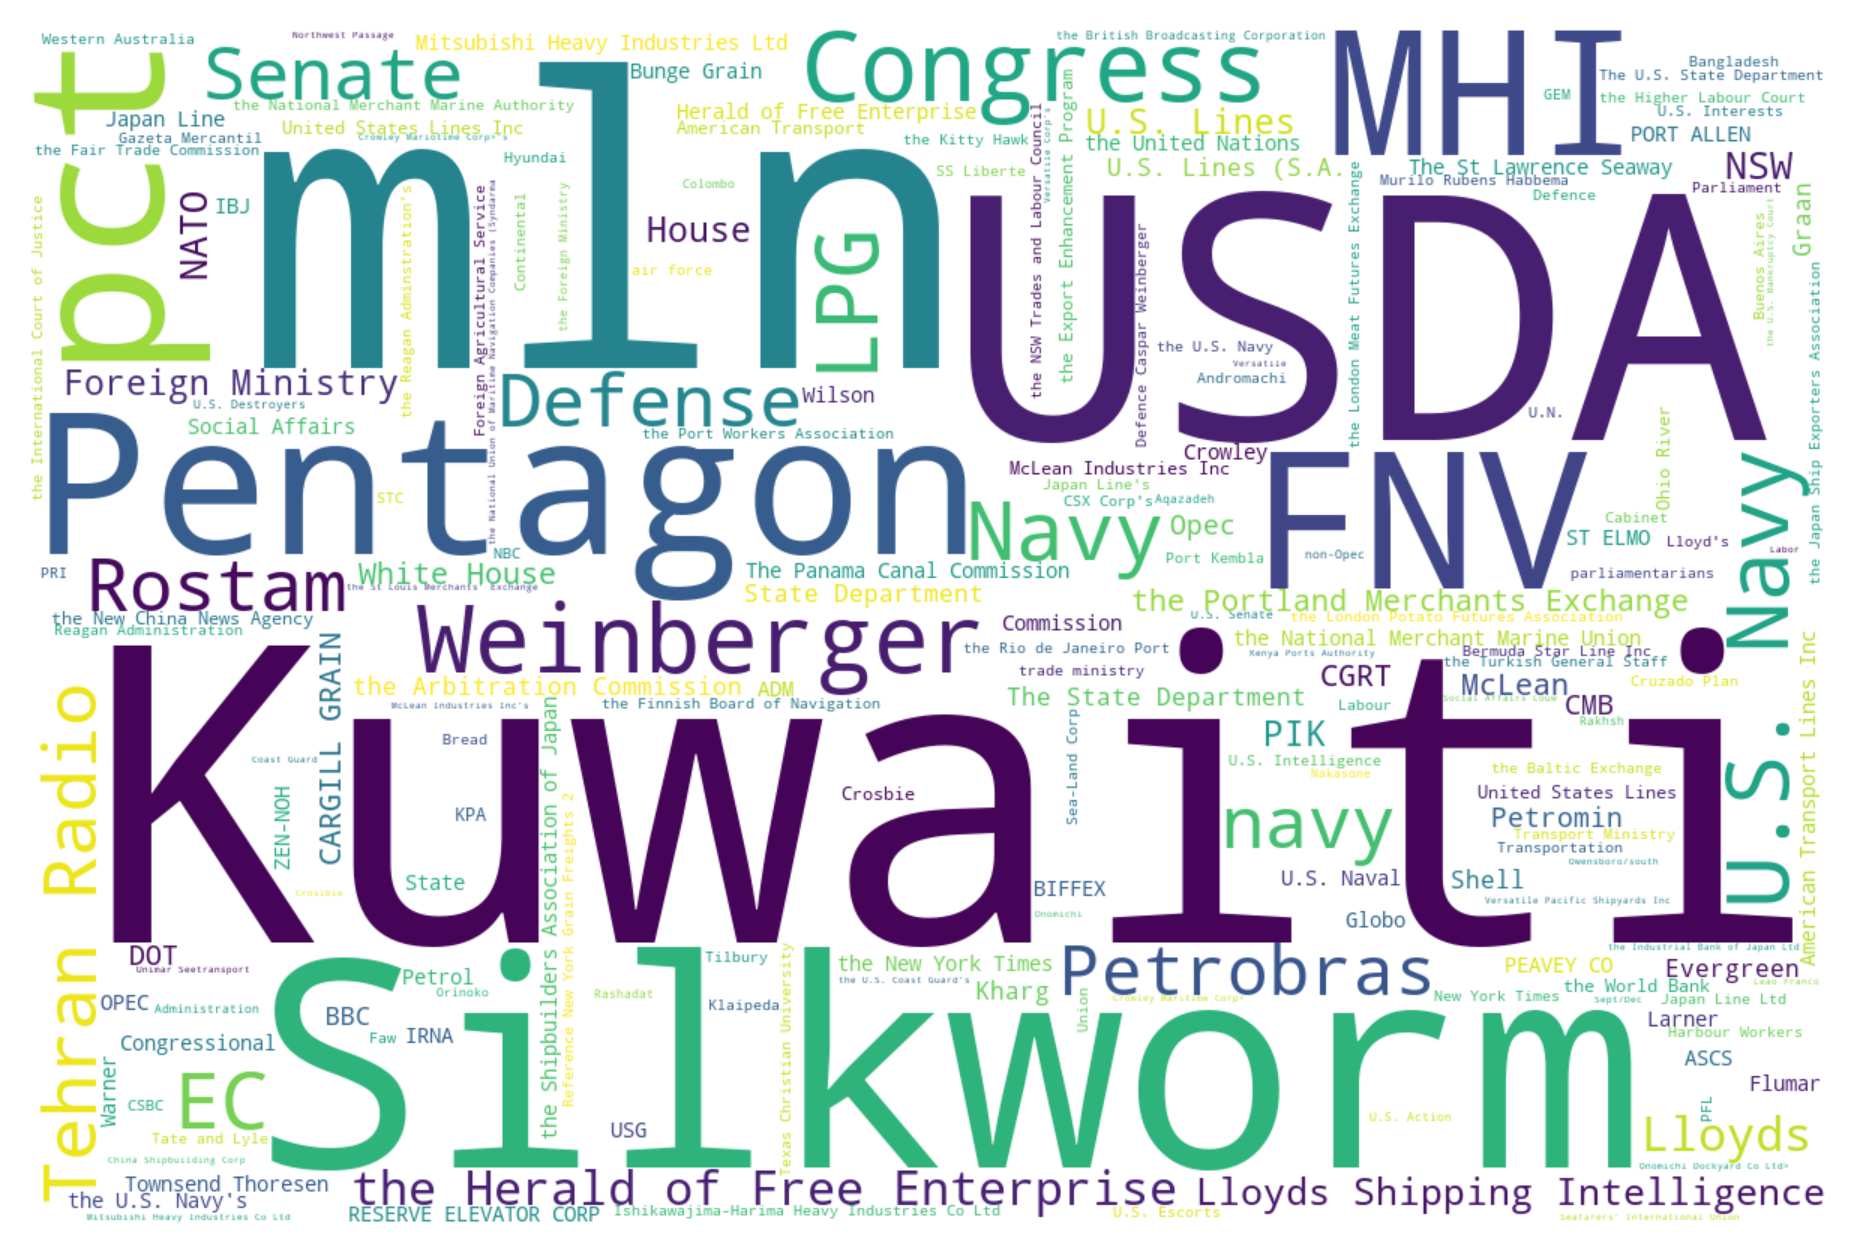 Western Australia
Northwest Passage
Mitsubishi Heavy Industries Ltd
the British Broadcasting Corporation
Congress
MHI
Senate
pct
mln
Bunge Grain
Bangladesh
The U.S. State Department
GEM
the Higher Labour Court
U.S. Interests
PORT ALLEN
the National Merchant Marine Authority
Japan Line
United States Lines Inc
Gazeta Mercantil
Crowley Mariotime Corp>'s
the Fair Trade Commission
Herald of Free Enterprise
American Transport
the Kitty Hawk
U.S. Lines
the United Nations
Hyundai
SS Liberte
U.S. Lines (S.A.
The St Lawrence Seaway
NSW
Murilo Rubens Habbema
Parliament
Defence
Colombo
NATO
IBJ
House
LPG
air force
USDA
Graan
Buenos Aires
the U.S. Bankruptcy Court
the International Court of Justice
the Reagan Adminstration's
Foreign Agricultural Service
the National Union of Maritime Navigation Companies (Syndarma
Continental
the Foreign Ministry
the NSW Trades and Labour Council
Versatile Corp's
the Export Enhancement Program
Defence Caspar Weinberger
the London Meat Futures Exchange
the Japan Ship Exporters Association
the U.S. Navy
Versatile
Andromachi
U.N.
Foreign Ministry
Defense
Wilson
U.S. Destroyers
Social Affairs
the Port Workers Association
Pentagon
Crowley
McLean Industries Inc
Japan Line's
CSX Corp's
Aqazadeh
FNV
Ohio River
STC
Navy
Opec
Cabinet
ST ELMO
Lloyd's
Labor
Port Kembla
non-Opec
parliamentarians
U.S. Navy
NBC
PRI
Rostam
White House
the St Louis Merchants' Exchange
The Panama Canal Commission
State Department
the Portland Merchants Exchange
the New China News Agency
Reagan Administration
Weinberger
Commission
U.S. Senate
the London Potato Futures Association
the National Merchant Marine Union
the Rio de Janeiro Port
Kenya Ports Authority
Bermuda Star Line Inc
the Turkish General Staff
trade ministry
CGRT
McLean
Cruzado Plan
the Arbitration Commission
ADM
The State Department
Labour
Social Affairs Louw
CMB
McLean Industries Inc's
the Finnish Board of Navigation
Rakhsh
Kuwaiti
Tehran Radio
CARGILL GRAIN
ZEN-NOH
Coast Guard
Bread
PIK
U.S. Intelligence
Nakasone
the Baltic Exchange
Sea-Land Corp
Crosbie
United States Lines
KPA
navy
Petromin
Transport Ministry
Transportation
Owensboro/south
American Transport Lines Inc
the Shipbuilders Association of Japan
Reference New York Grain Freights 2
State
Crosibie
BIFFEX
U.S. Naval
Shell
Versatile Pacific Shipyards Inc
Onomichi
Globo
DOT
Unimar Seetransport
the Industrial Bank of Japan Ltd
Silkworm
Petrol
Orinoko
Tilbury
the New York Times
the U.S. Coast Guard's
Petrobras
PEAVEY CO
Evergreen
the World Bank
Leao Franco
Kharg
Rashadat
Klaipeda
Crowley Maritime Corp>
New York Times
Sept/Dec
Japan Line Ltd
OPEC
Administration
BBC
Union
Larner
Faw
IRNA
Harbour Workers
Congressional
Texas Christian University
ASCS
Warner
EC
Flumar
CSBC
USG
U.S. Action
PFL
Tate and Lyle
Lloyds
China Shipbuilding Corp
Onomichi Dockyard Co Ltd>
Townsend Thoresen
the Herald of Free Enterprise
Lloyds Shipping Intelligence
the U.S. Navy's
Mitsubishi Heavy Industries Co Ltd
RESERVE ELEVATOR CORP
Ishikawajima-Harima Heavy Industries Co Ltd
U.S. Escorts
Seafarers' International Union